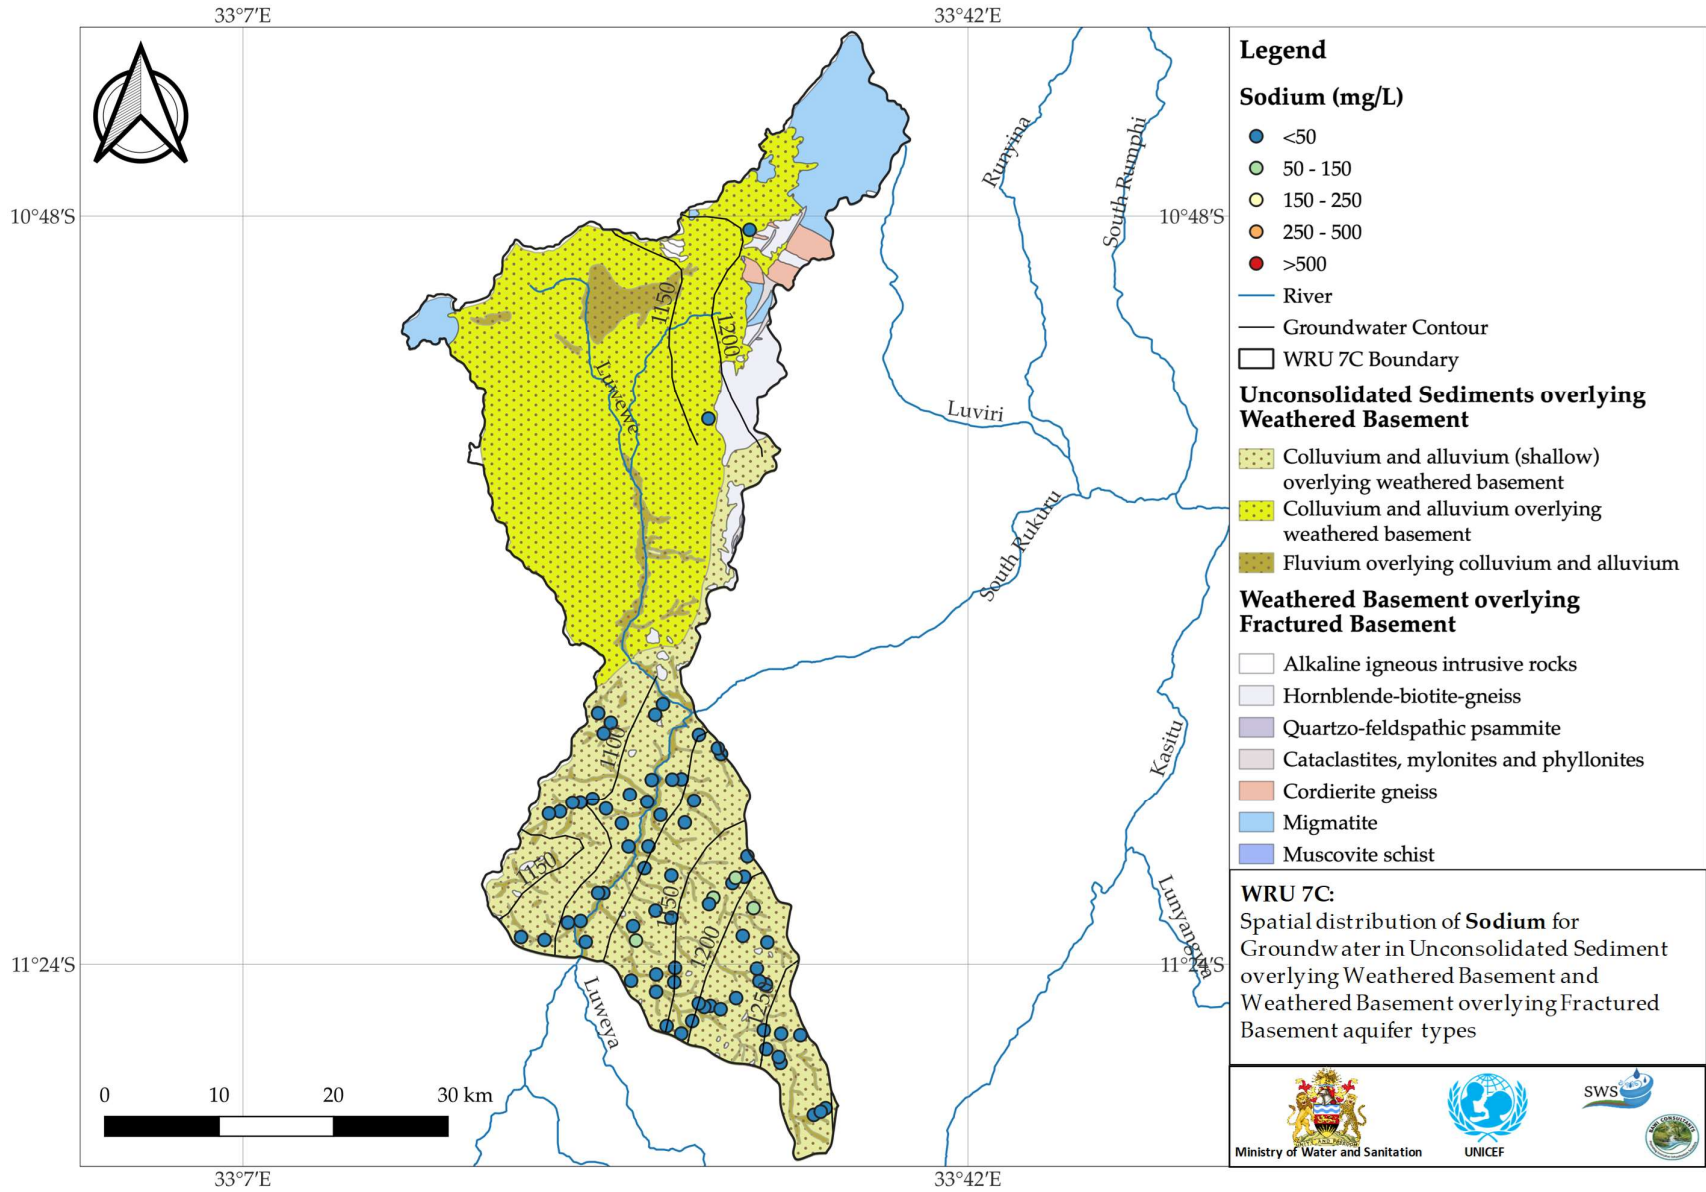 33°7′E
33°42′E
10°48′S
10°48′S
Runyina
South Rumphi
1150
1200
Luwewe
Luviri
South Rukuru
1100
Kasitu
1150
1150
1200
1250
Lunyangwa
11°24′S
11°24′S
Luweya
0 10 20 30 km
33°7′E
33°42′E
Legend
Sodium (mg/L)
<50
50 - 150
150 - 250
250 - 500
>500
River
Groundwater Contour
WRU 7C Boundary
Unconsolidated Sediments overlying
Weathered Basement
Colluvium and alluvium (shallow)
overlying weathered basement
Colluvium and alluvium overlying
weathered basement
Fluvium overlying colluvium and alluvium
Weathered Basement overlying
Fractured Basement
Alkaline igneous intrusive rocks
Hornblende-biotite-gneiss
Quartzo-feldspathic psammite
Cataclastites, mylonites and phyllonites
Cordierite gneiss
Migmatite
Muscovite schist
WRU 7C:
Spatial distribution of Sodium for
Groundwater in Unconsolidated Sediment
overlying Weathered Basement and
Weathered Basement overlying Fractured
Basement aquifer types
Ministry of Water and Sanitation
UNICEF
SWS